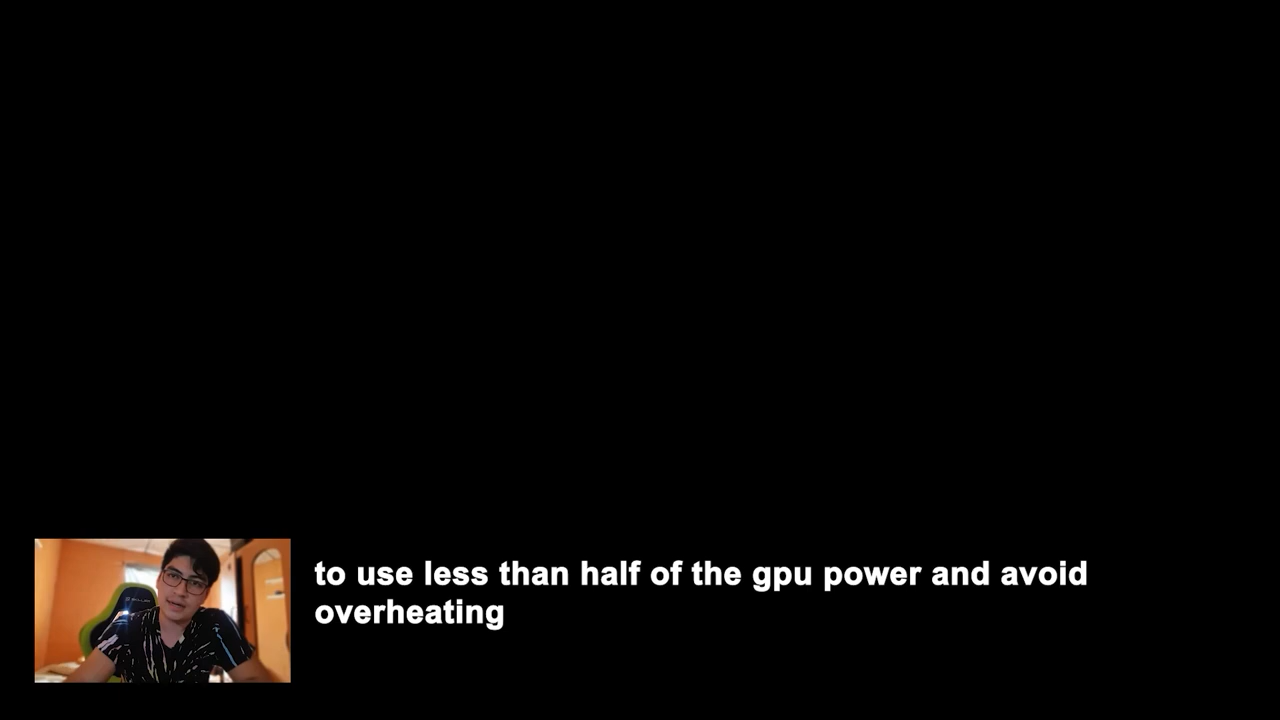 to use less than half of the gpu power and avoid
overheating